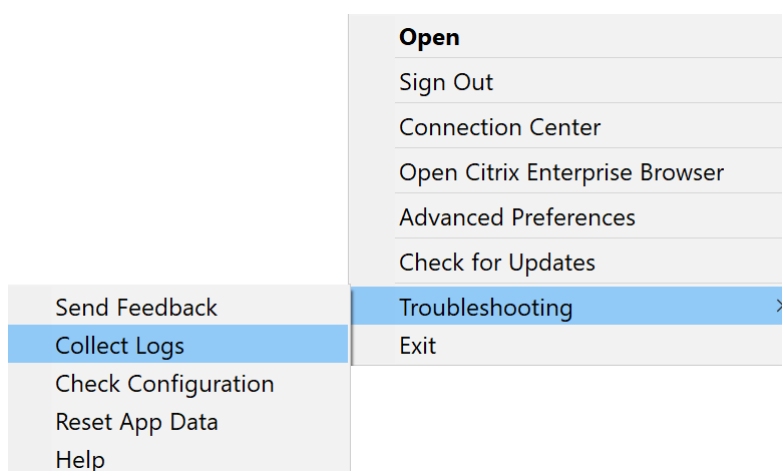 Open
Sign Out
Connection Center
Open Citrix Enterprise Browser
Advanced Preferences
Check for Updates
Troubleshooting
Exit
Send Feedback
Collect Logs
Check Configuration
Reset App Data
Help